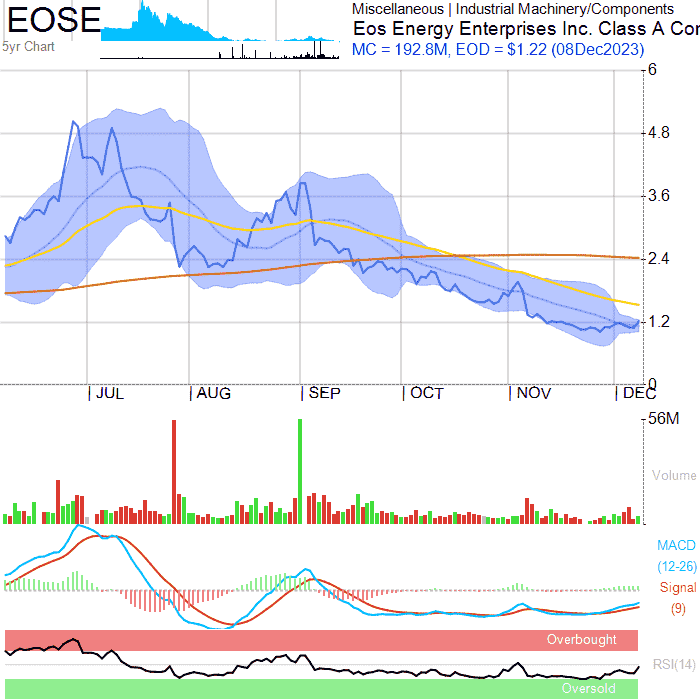 EOSE
5yr Chart
Miscellaneous | Industrial Machinery/Components
Eos Energy Enterprises Inc. Class A Cor
MC = 192.8M, EOD = $1.22 (08Dec2023)
6
4.8
3.6
2.4
1.2
0
JUL AUG SEP OCT NOV DEC
56M
Volume
MACD
(12-26)
Signal
(9)
Overbought
RSI(14)
Oversold